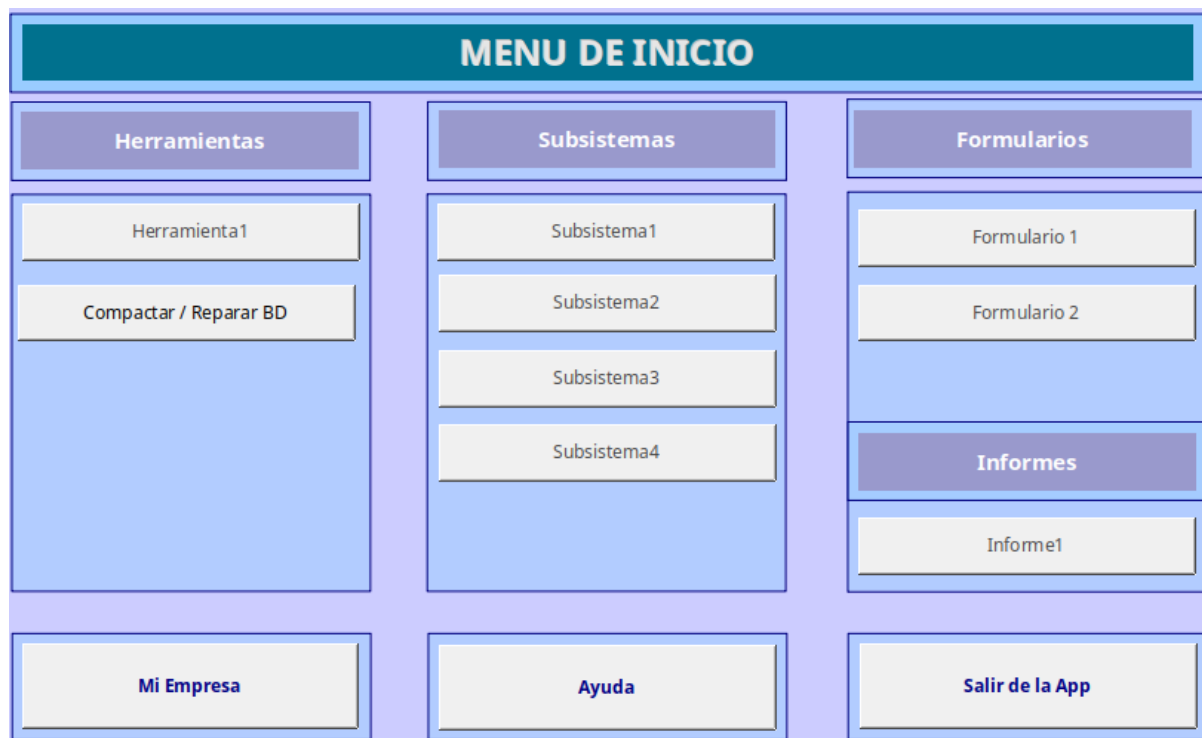 MENU DE INICIO
Herramientas
Herramienta1
Compactar / Reparar BD
Subsistemas
Subsistema1
Subsistema2
Subsistema3
Subsistema4
Formularios
Formulario 1
Formulario 2
Informes
Informe1
Mi Empresa
Ayuda
Salir de la App